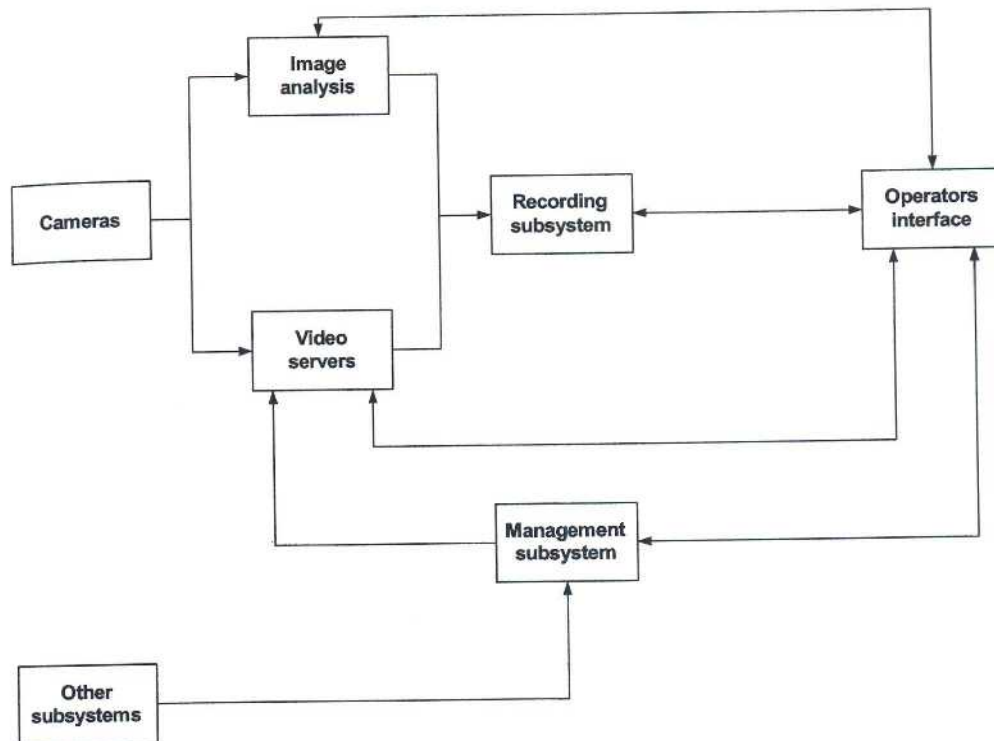 Image
analysis
Cameras
Recording
subsystem
Operators
interface
Video
servers
Management
subsystem
Other
subsystems